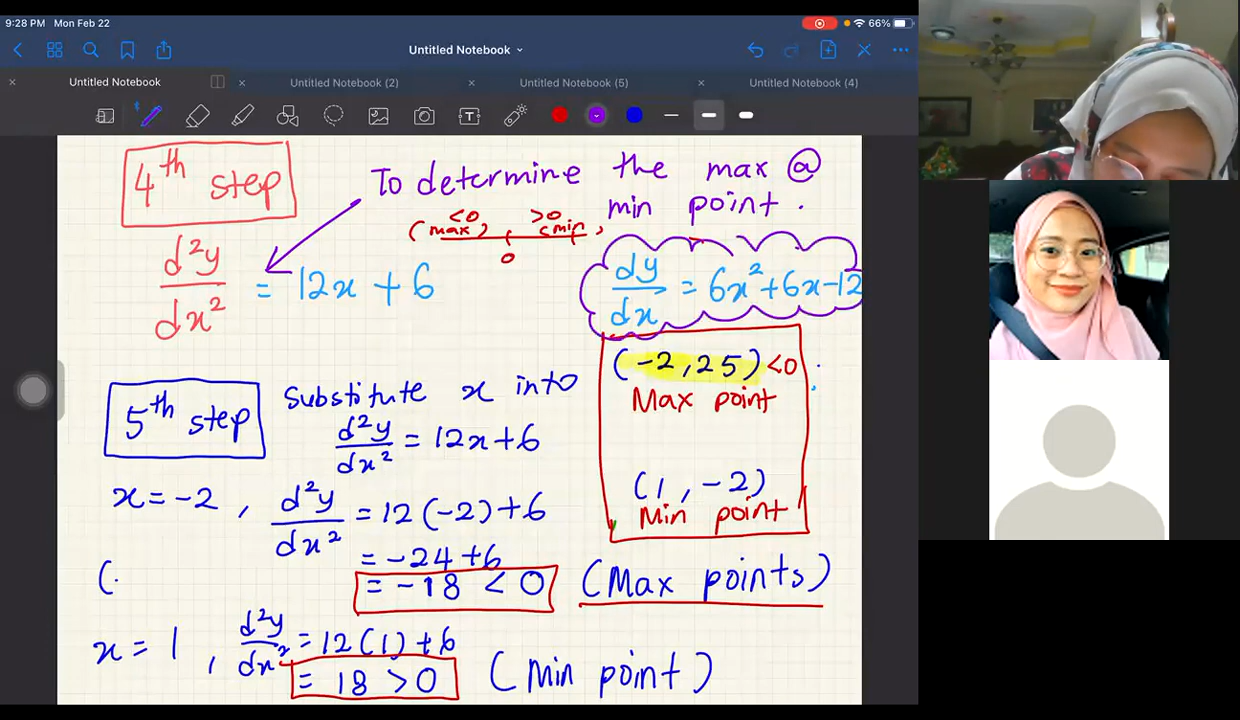 9:28 PM Mon Feb 22
66%
Untitled Notebook
Untitled Notebook
Untitled Notebook (2)
Untitled Notebook (5)
Untitled Notebook (4)
4th step
To determine the max @
min point.
<0 >0
(max) (min)
0
d²y/dx² = 12x + 6
dy/dx = 6x² + 6x - 12
(-2, 25) <0
Max point
(1, -2)
Min point
5th step
Substitute x into
d²y/dx² = 12x + 6
x = -2, d²y/dx² = 12(-2) + 6
= -24 + 6
= -18 < 0 (Max points)
(.
x = 1, d²y/dx² = 12(1) + 6
= 18 > 0 (Min point)